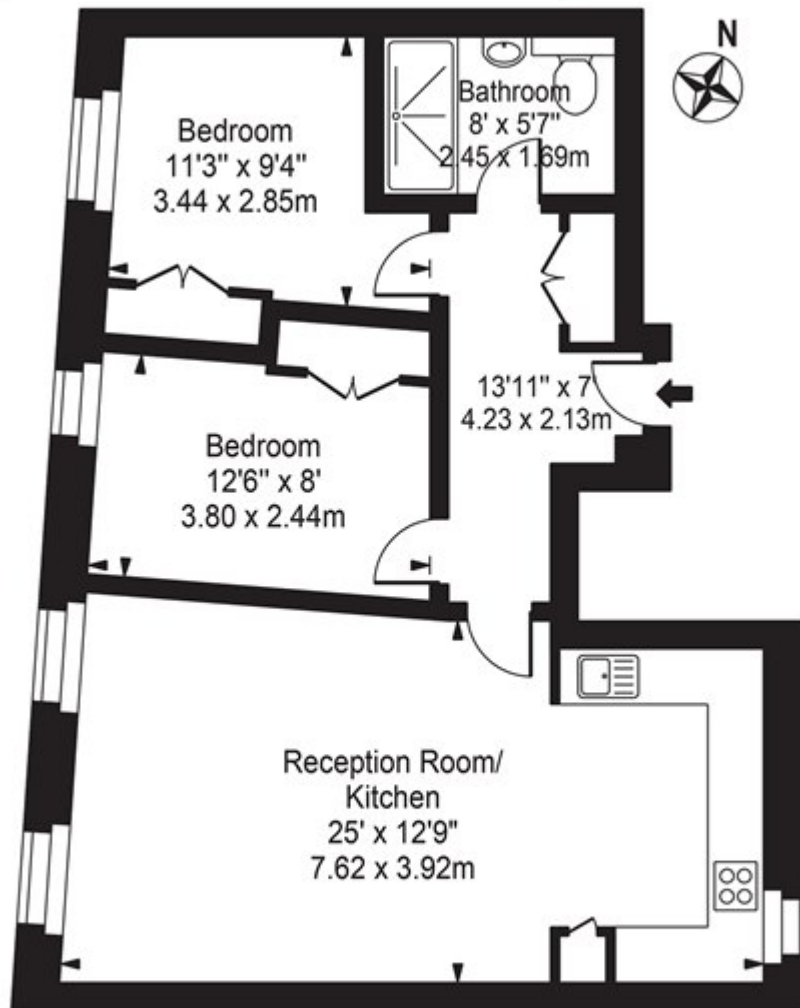 N
Bedroom
11'3" x 9'4"
3.44 x 2.85m
Bathroom
8' x 5'7"
2.45 x 1.69m
13'11" x 7'
4.23 x 2.13m
Bedroom
12'6" x 8'
3.80 x 2.44m
Reception Room/
Kitchen
25' x 12'9"
7.62 x 3.92m